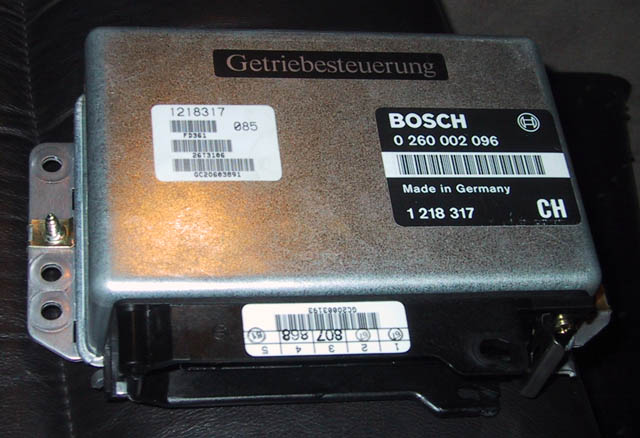 Getriebesteuerung
1218317
085
FD361
2673106
GC20603891
BOSCH
0 260 002 096
Made in Germany
1 218 317 CH
1 2 3 4 5
807 868
GC20003193